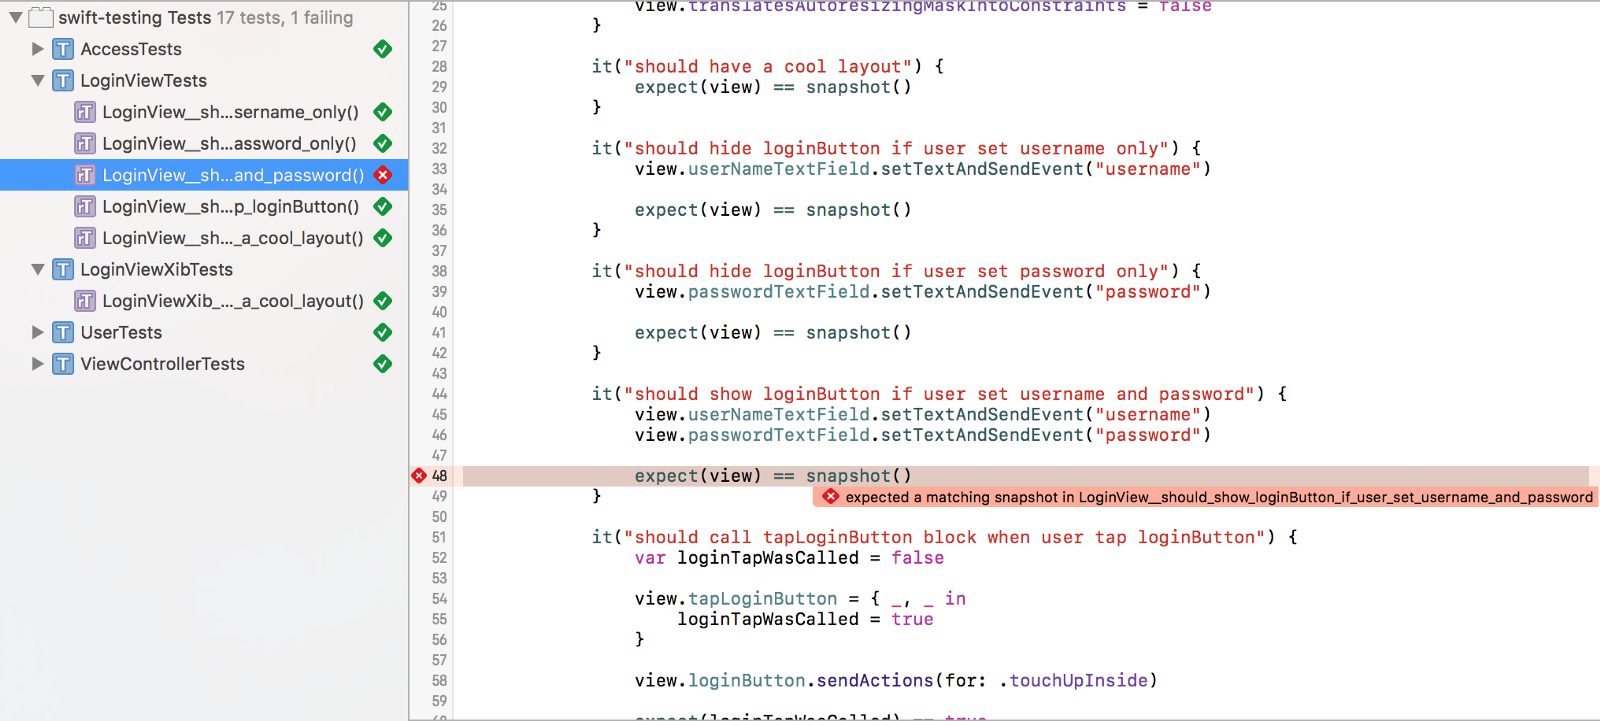 swift-testing Tests 17 tests, 1 failing
AccessTests
LoginViewTests
LoginView__sh...sername_only()
LoginView__sh...assword_only()
LoginView__sh...and_password()
LoginView__sh...p_loginButton()
LoginView__sh..._a_cool_layout()
LoginViewXibTests
LoginViewXib_..._a_cool_layout()
UserTests
ViewControllerTests
25 view.translatesAutoresizingMaskIntoConstraints = false
26 }
27
28 it("should have a cool layout") {
29 expect(view) == snapshot()
30 }
31
32 it("should hide loginButton if user set username only") {
33 view.userNameTextField.setTextAndSendEvent("username")
34
35 expect(view) == snapshot()
36 }
37
38 it("should hide loginButton if user set password only") {
39 view.passwordTextField.setTextAndSendEvent("password")
40
41 expect(view) == snapshot()
42 }
43
44 it("should show loginButton if user set username and password") {
45 view.userNameTextField.setTextAndSendEvent("username")
46 view.passwordTextField.setTextAndSendEvent("password")
47
48 expect(view) == snapshot()
expected a matching snapshot in LoginView__should_show_loginButton_if_user_set_username_and_password
49 }
50
51 it("should call tapLoginButton block when user tap loginButton") {
52 var loginTapWasCalled = false
53
54 view.tapLoginButton = { _, _ in
55 loginTapWasCalled = true
56 }
57
58 view.loginButton.sendActions(for: .touchUpInside)
59
60 expect(loginTapWasCalled) == true